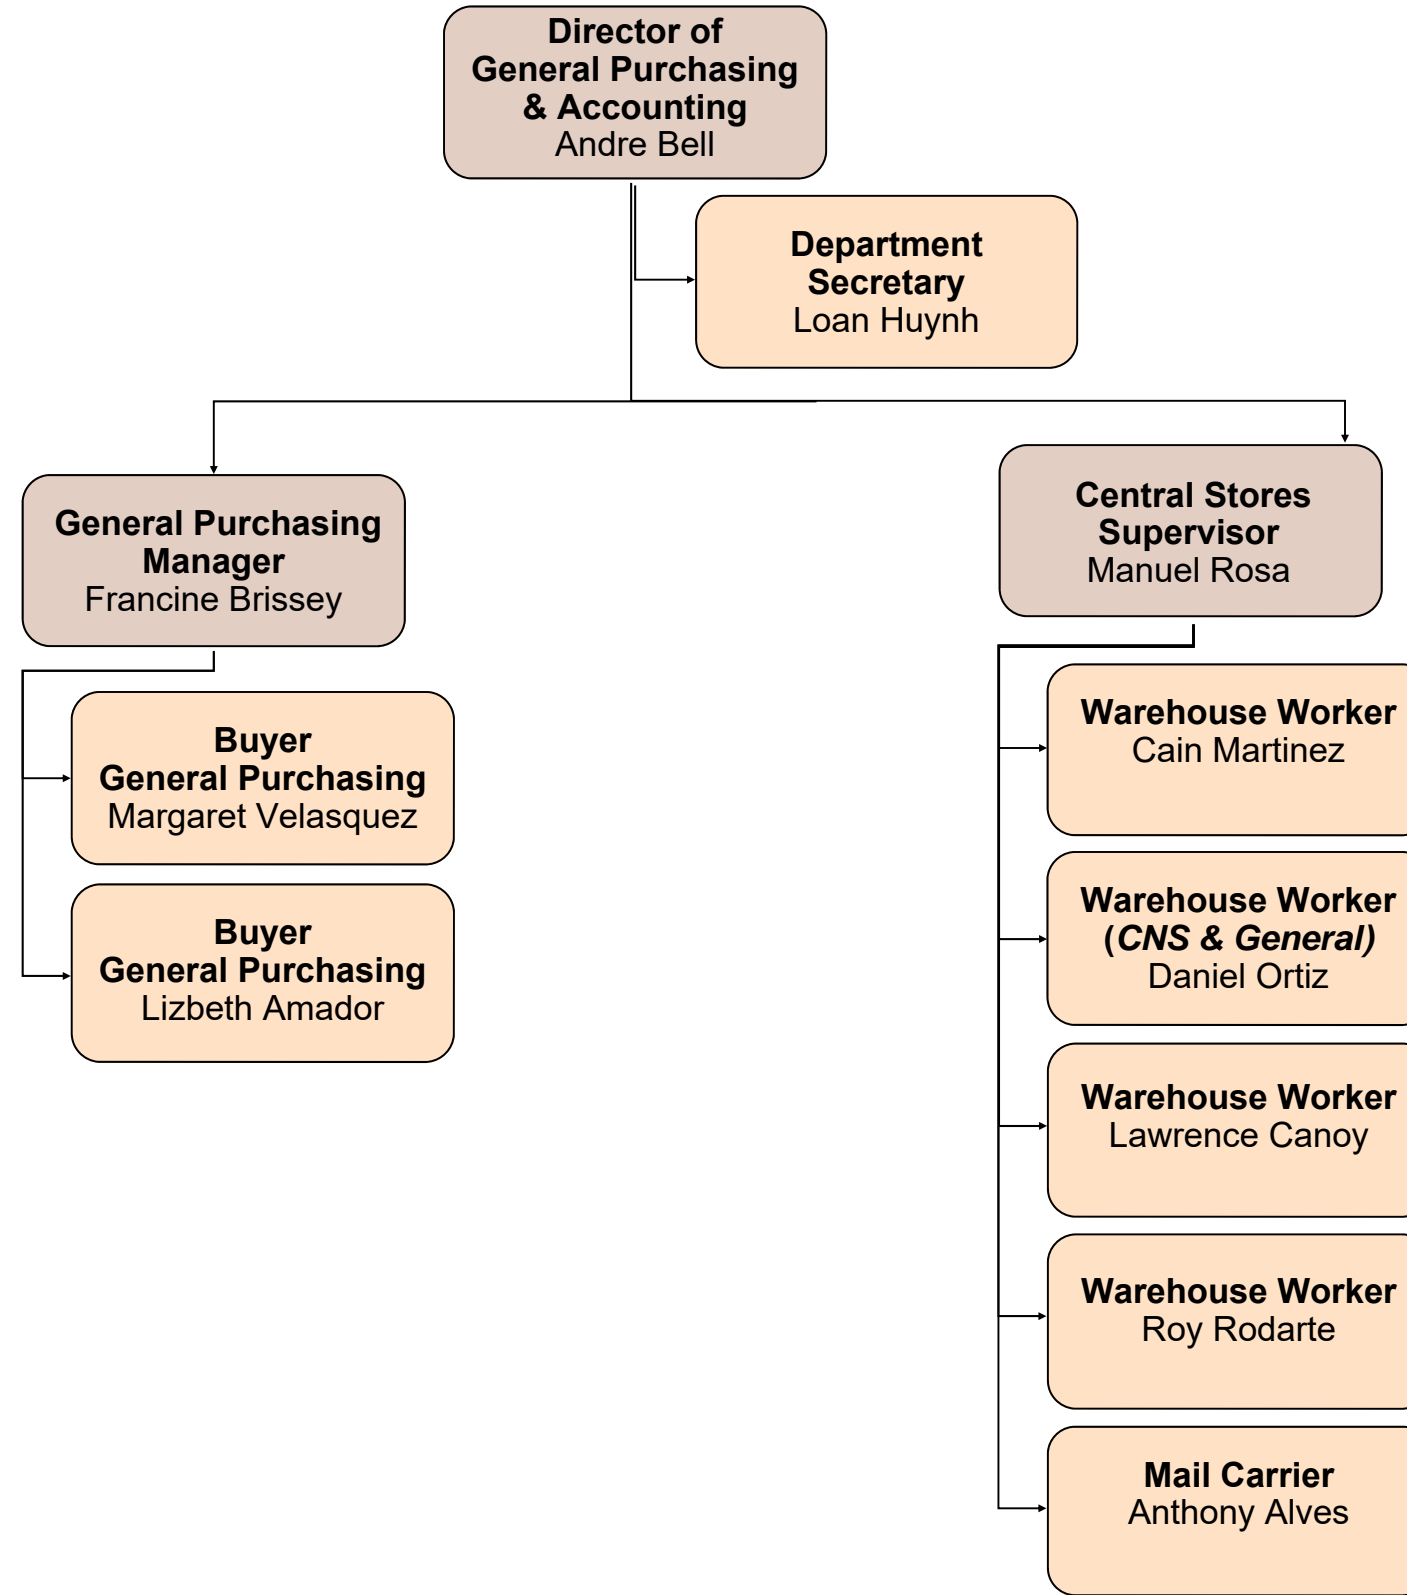 Director of
General Purchasing
& Accounting
Andre Bell
Department
Secretary
Loan Huynh
General Purchasing
Manager
Francine Brissey
Buyer
General Purchasing
Margaret Velasquez
Buyer
General Purchasing
Lizbeth Amador
Central Stores
Supervisor
Manuel Rosa
Warehouse Worker
Cain Martinez
Warehouse Worker
(CNS & General)
Daniel Ortiz
Warehouse Worker
Lawrence Canoy
Warehouse Worker
Roy Rodarte
Mail Carrier
Anthony Alves